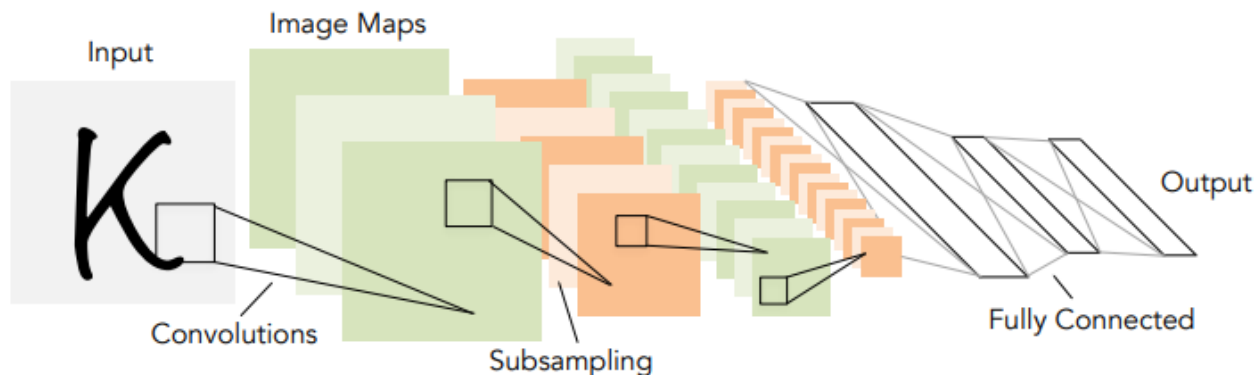 Image Maps
Input
K
Output
Convolutions
Subsampling
Fully Connected